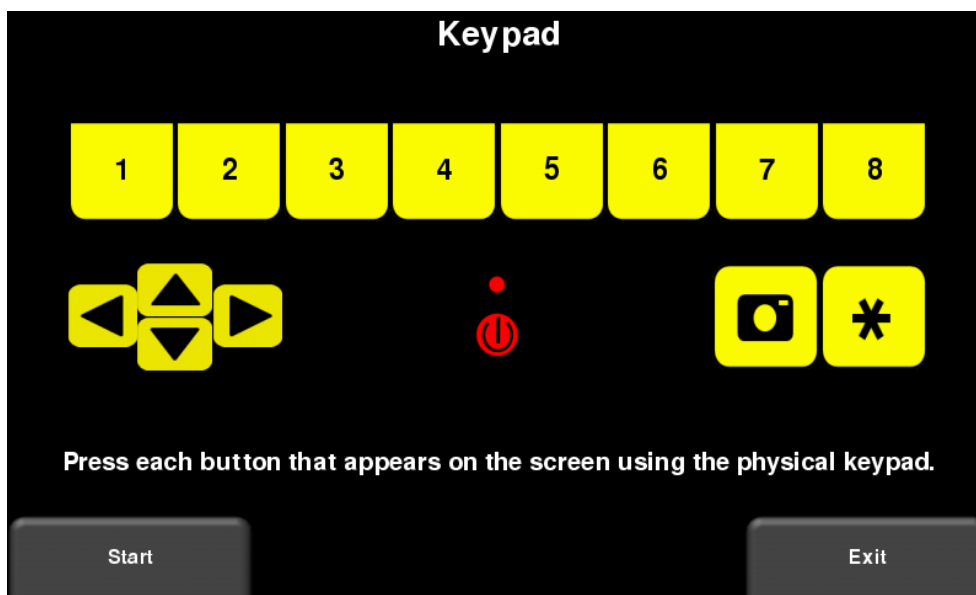 Keypad
1 2 3 4 5 6 7 8
*
Press each button that appears on the screen using the physical keypad.
Start Exit